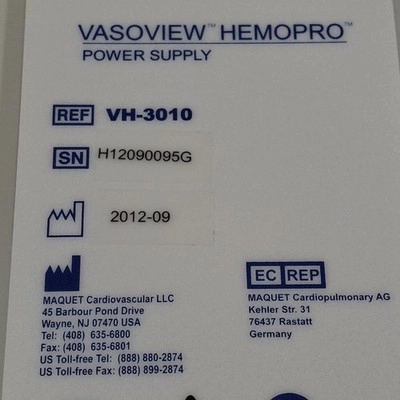 VASOVIEW™ HEMOPRO™
POWER SUPPLY
REF VH-3010
SN H12090095G
2012-09
MAQUET Cardiovascular LLC
45 Barbour Pond Drive
Wayne, NJ 07470 USA
Tel: (408) 635-6800
Fax: (408) 635-6801
US Toll-free Tel: (888) 880-2874
US Toll-free Fax: (888) 899-2874
EC REP
MAQUET Cardiopulmonary AG
Kehler Str. 31
76437 Rastatt
Germany